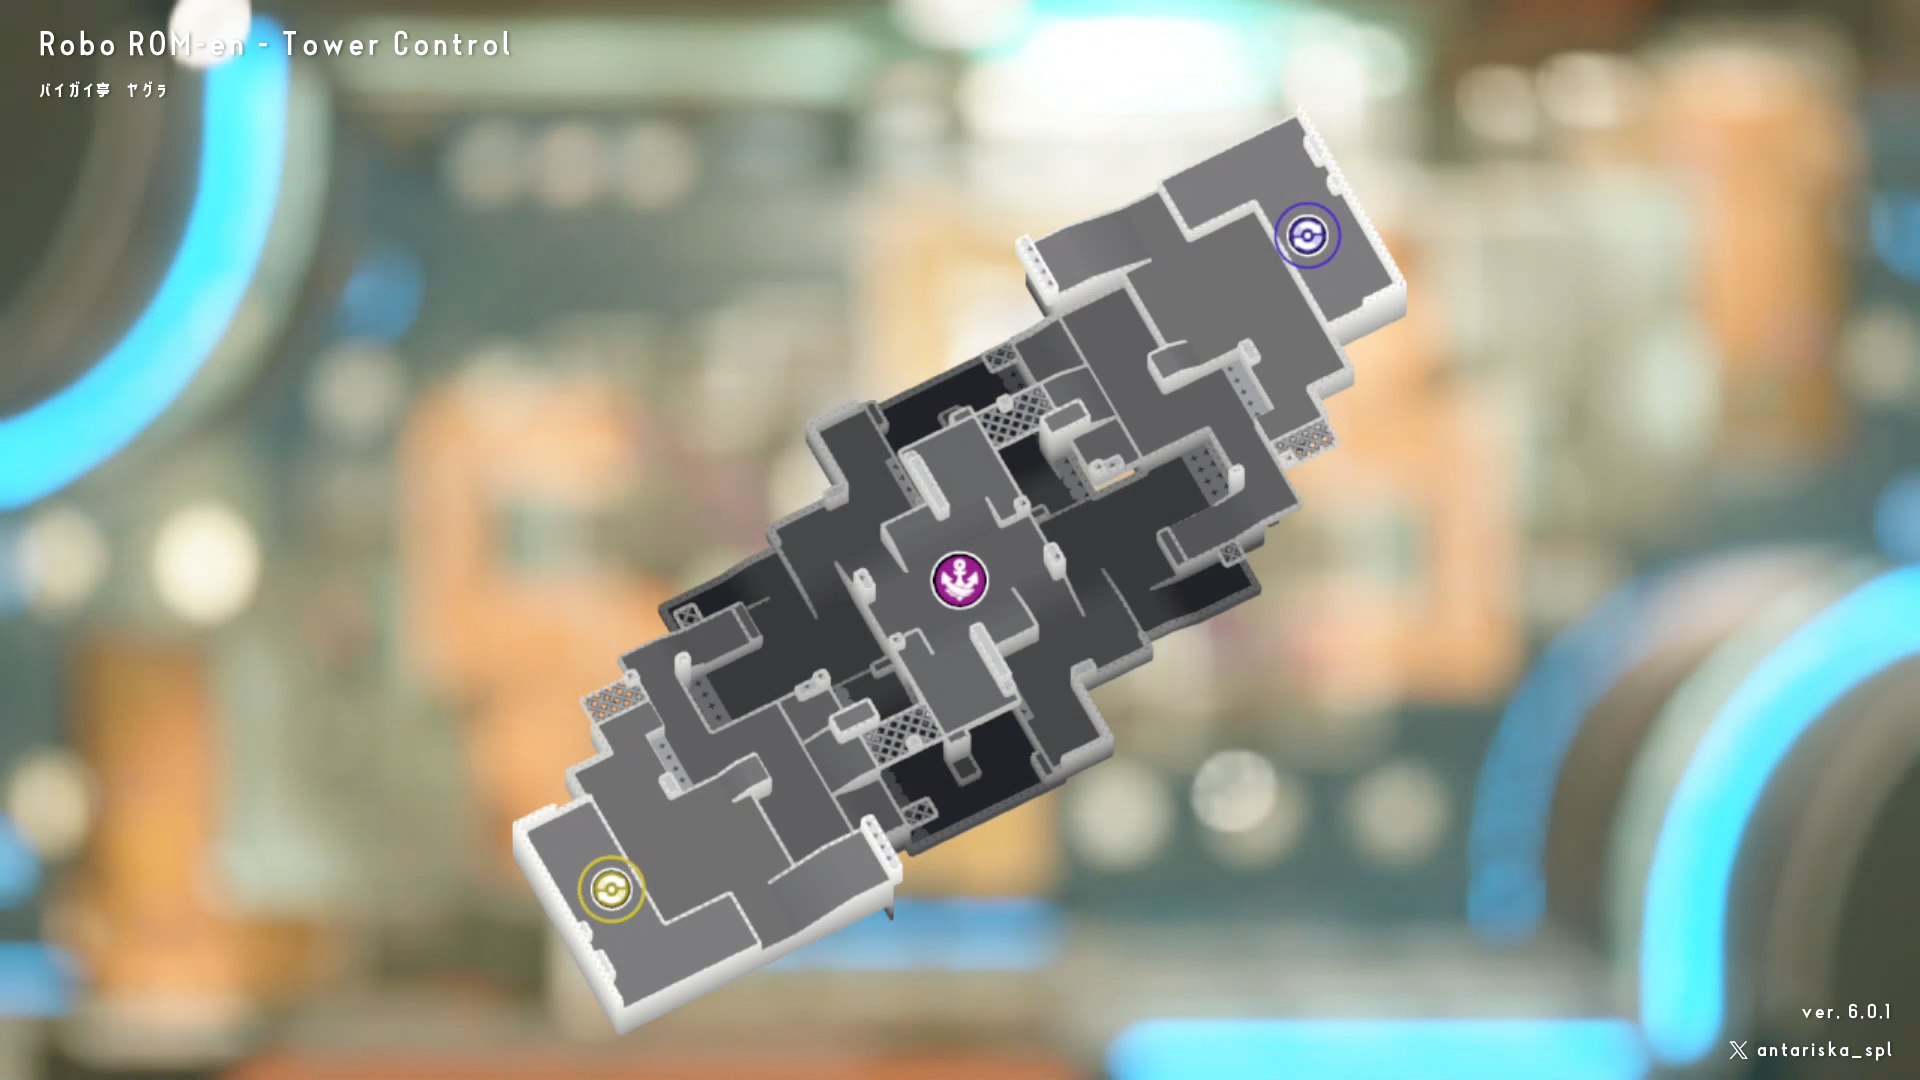 Robo ROM-en - Tower Control
バイガイ亭 ヤグラ
ver. 6.0.1
antariska_spl